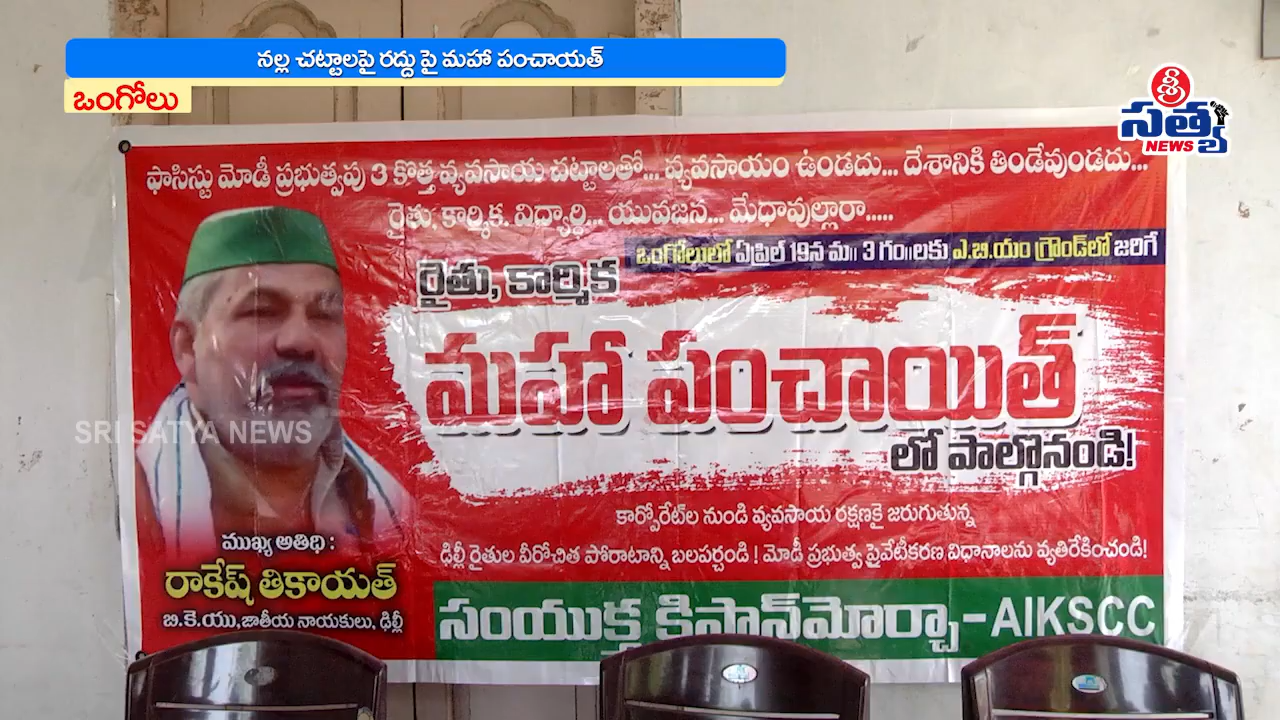 నల్ల చట్టాలపై రద్దు పై మహా పంచాయత్
ఒంగోలు
శ్రీ
సత్య
NEWS
ఫాసిస్టు మోడీ ప్రభుత్వపు 3 కొత్త వ్యవసాయ చట్టాలతో... వ్యవసాయం ఉండదు... దేశానికి తిండేవుండదు...
రైతు, కార్మిక. విద్యార్థి... యువజన... మేధావుల్లారా.....
ఒంగోలులో ఏప్రిల్ 19న మ॥ 3 గం॥లకు ఎ.బి.యం గ్రౌండ్‌లో జరిగే
రైతు, కార్మిక
మహా పంచాయిత్
లో పాల్గొనండి!
SRI SATYA NEWS
కార్పోరేట్‌ల నుండి వ్యవసాయ రక్షణకై జరుగుతున్న
ఢిల్లీ రైతుల వీరోచిత పోరాటాన్ని బలపర్చండి ! మోడీ ప్రభుత్వ ప్రైవేటీకరణ విధానాలను వ్యతిరేకించండి!
ముఖ్య అతిథి :
రాకేష్ తికాయత్
బి.కె.యు,జాతీయ నాయకులు, ఢిల్లీ
సంయుక్త కిసాన్‌మోర్చా-AIKSCC